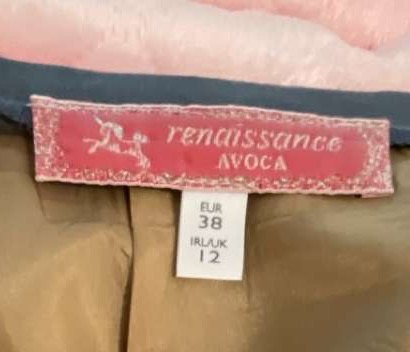 renaissance
AVOCA
EUR
38
IRL/UK
12